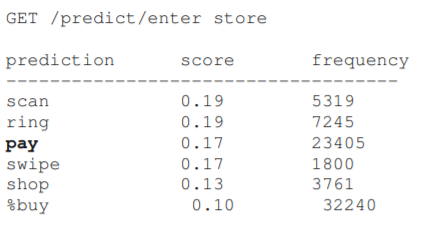 GET /predict/enter store
prediction score frequency
--------------------------------------
scan 0.19 5319
ring 0.19 7245
pay 0.17 23405
swipe 0.17 1800
shop 0.13 3761
%buy 0.10 32240